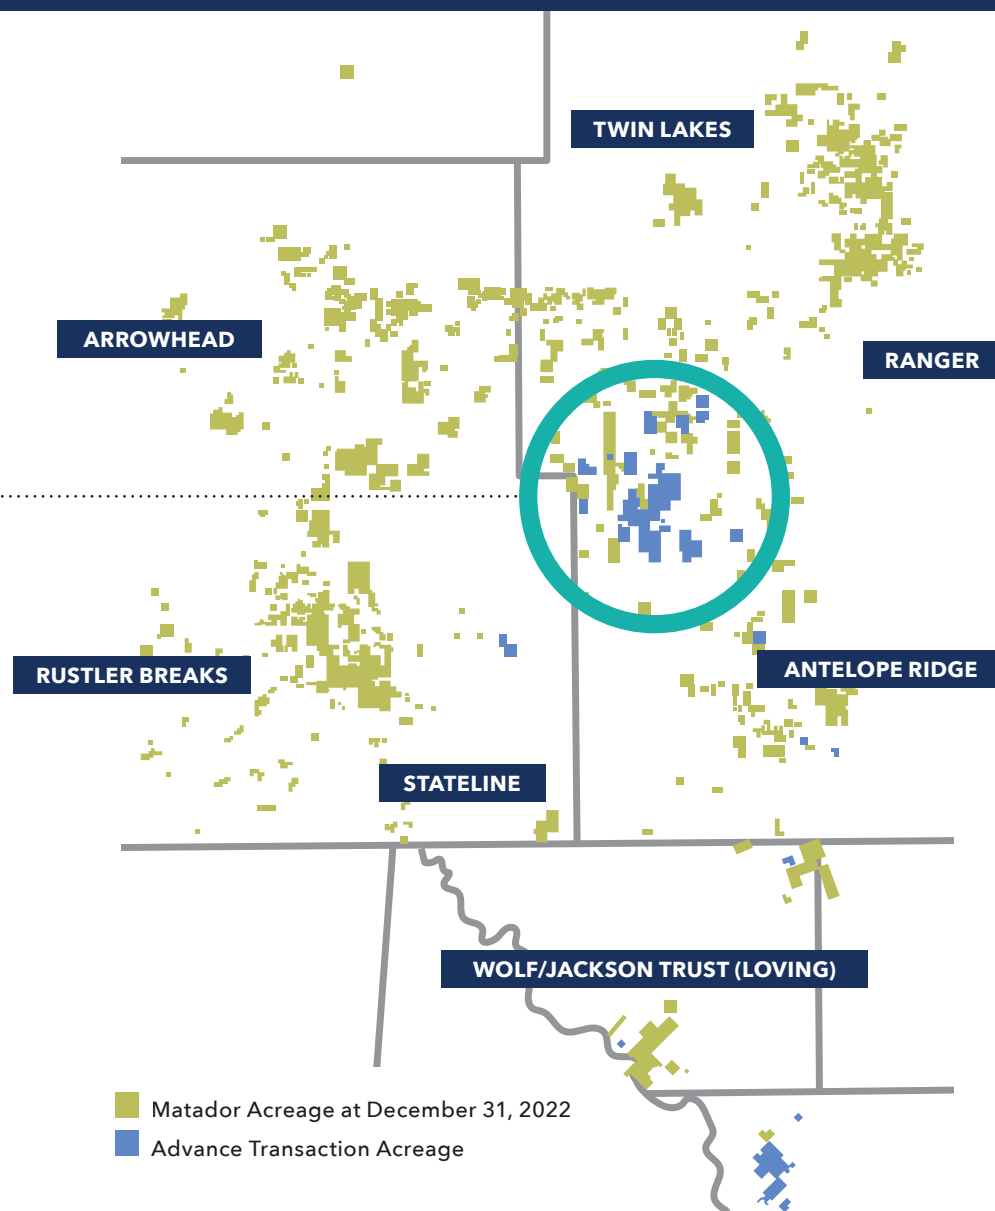 TWIN LAKES
ARROWHEAD
RANGER
RUSTLER BREAKS
ANTELOPE RIDGE
STATELINE
WOLF/JACKSON TRUST (LOVING)
Matador Acreage at December 31, 2022
Advance Transaction Acreage